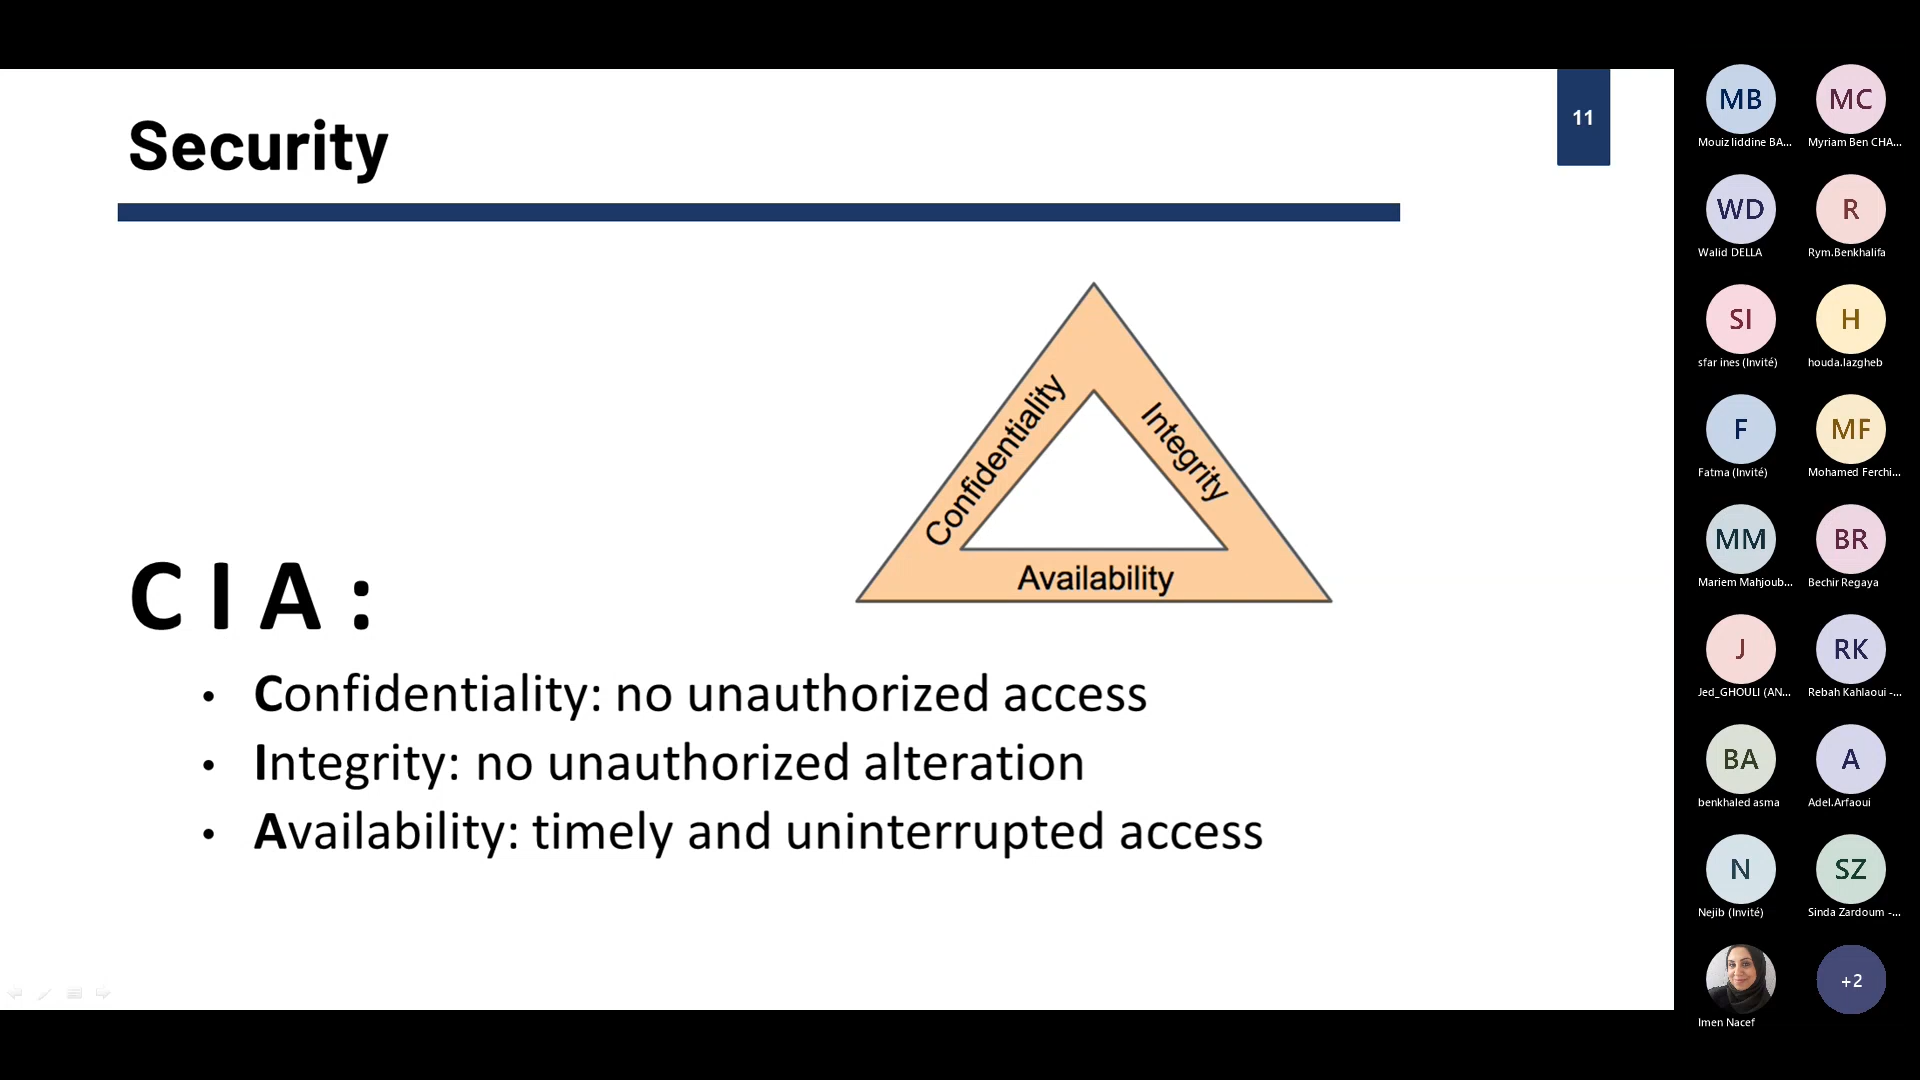 Security
11
Confidentiality
Integrity
Availability
C I A :
• Confidentiality: no unauthorized access
• Integrity: no unauthorized alteration
• Availability: timely and uninterrupted access
MB
MC
Mouiz Iiddine BA...
Myriam Ben CHA...
WD
R
Walid DELLA
Rym.Benkhalifa
SI
H
sfar ines (Invité)
houda.lazgheb
F
MF
Fatma (Invité)
Mohamed Ferchi...
MM
BR
Mariem Mahjoub...
Bechir Regaya
J
RK
Jed_GHOULI (AN...
Rebah Kahlaoui -...
BA
A
benkhaled asma
Adel.Arfaoui
N
SZ
Nejib (Invité)
Sinda Zardoum -...
+2
Imen Nacef